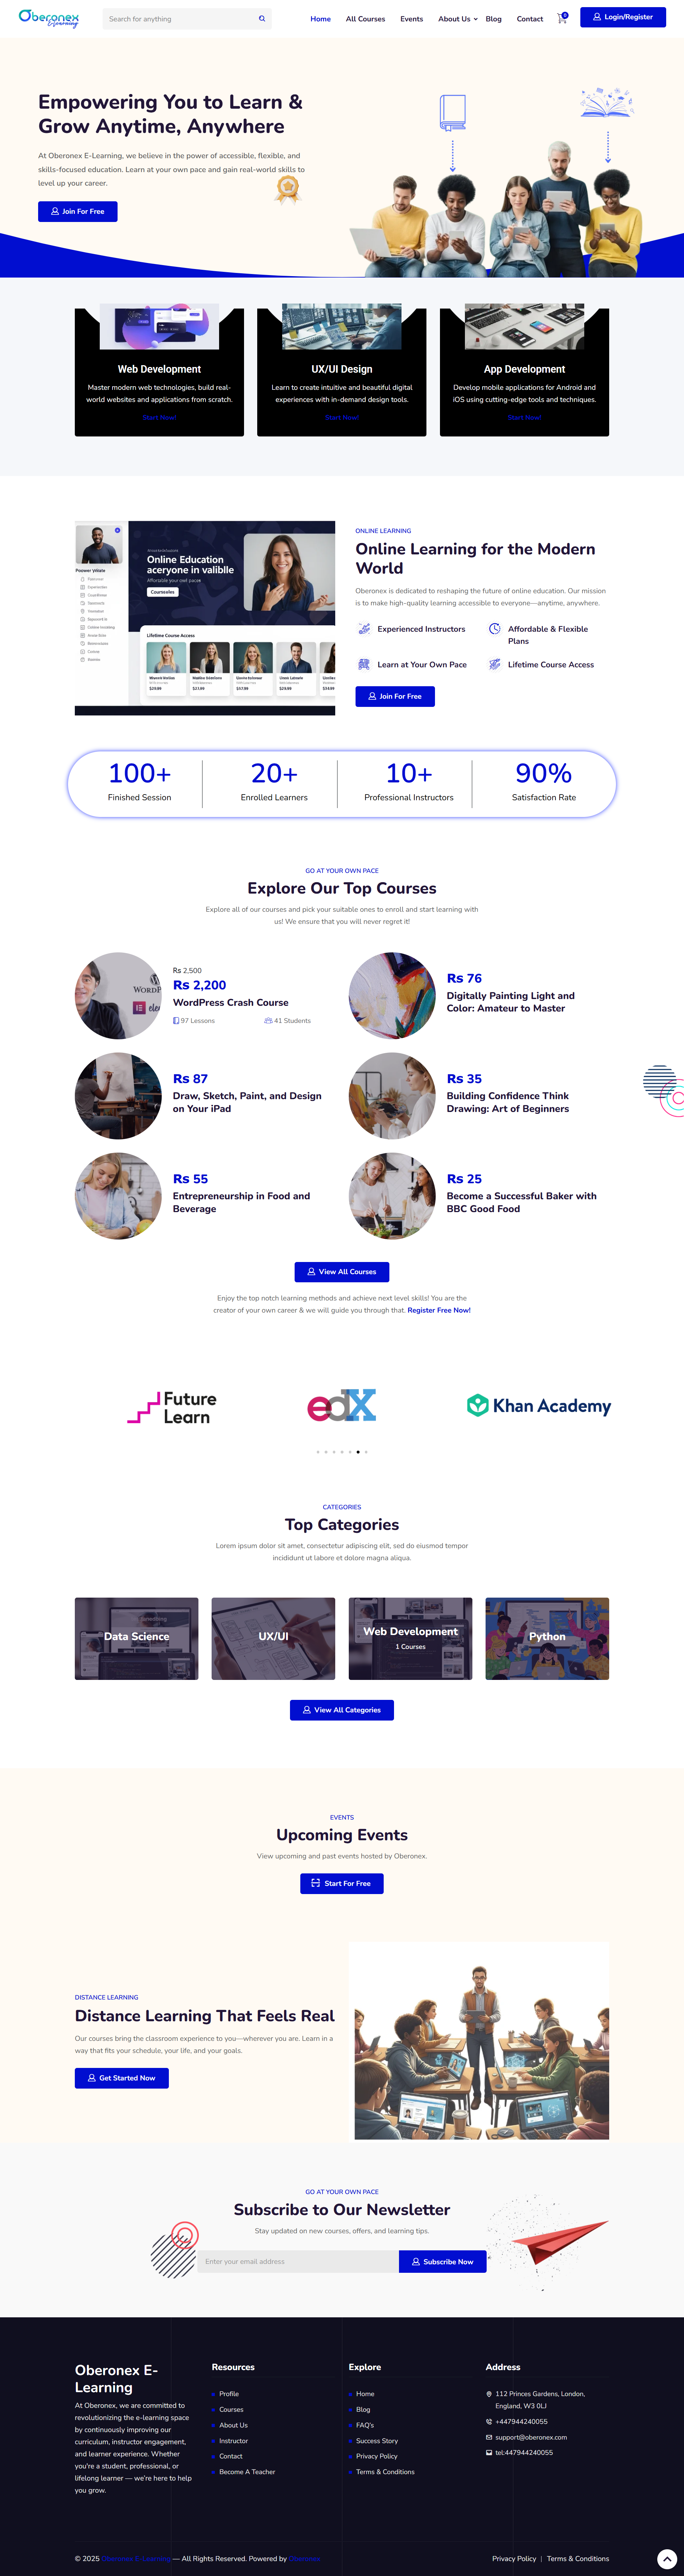 Oberonex
E-Learning
Search for anything
Home
All Courses
Events
About Us
Blog
Contact
0
Login/Register
Empowering You to Learn &
Grow Anytime, Anywhere
At Oberonex E-Learning, we believe in the power of accessible, flexible, and
skills-focused education. Learn at your own pace and gain real-world skills to
level up your career.
Join For Free
Web Development
Master modern web technologies, build real-
world websites and applications from scratch.
Start Now!
UX/UI Design
Learn to create intuitive and beautiful digital
experiences with in-demand design tools.
Start Now!
App Development
Develop mobile applications for Android and
iOS using cutting-edge tools and techniques.
Start Now!
Online Education
aceryone in valiblle
Affordable your own pace
Lifetime Course Access
$29.99
$29.99
ONLINE LEARNING
Online Learning for the Modern
World
Oberonex is dedicated to reshaping the future of online education. Our mission
is to make high-quality learning accessible to everyone—anytime, anywhere.
Experienced Instructors
Affordable & Flexible
Plans
Learn at Your Own Pace
Lifetime Course Access
Join For Free
100+
Finished Session
20+
Enrolled Learners
10+
Professional Instructors
90%
Satisfaction Rate
GO AT YOUR OWN PACE
Explore Our Top Courses
Explore all of our courses and pick your suitable ones to enroll and start learning with
us! We ensure that you will never regret it!
Rs 2,500
Rs 2,200
WordPress Crash Course
97 Lessons
41 Students
Rs 76
Digitally Painting Light and
Color: Amateur to Master
Rs 87
Draw, Sketch, Paint, and Design
on Your iPad
Rs 35
Building Confidence Think
Drawing: Art of Beginners
Rs 55
Entrepreneurship in Food and
Beverage
Rs 25
Become a Successful Baker with
BBC Good Food
View All Courses
Enjoy the top notch learning methods and achieve next level skills! You are the
creator of your own career & we will guide you through that. Register Free Now!
Future
Learn
edX
Khan Academy
CATEGORIES
Top Categories
Lorem ipsum dolor sit amet, consectetur adipiscing elit, sed do eiusmod tempor
incididunt ut labore et dolore magna aliqua.
Data Science
UX/UI
Web Development
1 Courses
Python
View All Categories
EVENTS
Upcoming Events
View upcoming and past events hosted by Oberonex.
Start For Free
DISTANCE LEARNING
Distance Learning That Feels Real
Our courses bring the classroom experience to you—wherever you are. Learn in a
way that fits your schedule, your life, and your goals.
Get Started Now
GO AT YOUR OWN PACE
Subscribe to Our Newsletter
Stay updated on new courses, offers, and learning tips.
Enter your email address
Subscribe Now
Oberonex E-
Learning
At Oberonex, we are committed to
revolutionizing the e-learning space
by continuously improving our
curriculum, instructor engagement,
and learner experience. Whether
you're a student, professional, or
lifelong learner — we're here to help
you grow.
Resources
Profile
Courses
About Us
Instructor
Contact
Become A Teacher
Explore
Home
Blog
FAQ's
Success Story
Privacy Policy
Terms & Conditions
Address
112 Princes Gardens, London,
England, W3 0LJ
+447944240055
support@oberonex.com
tel:447944240055
© 2025 Oberonex E-Learning — All Rights Reserved. Powered by
Privacy Policy | Terms & Conditions